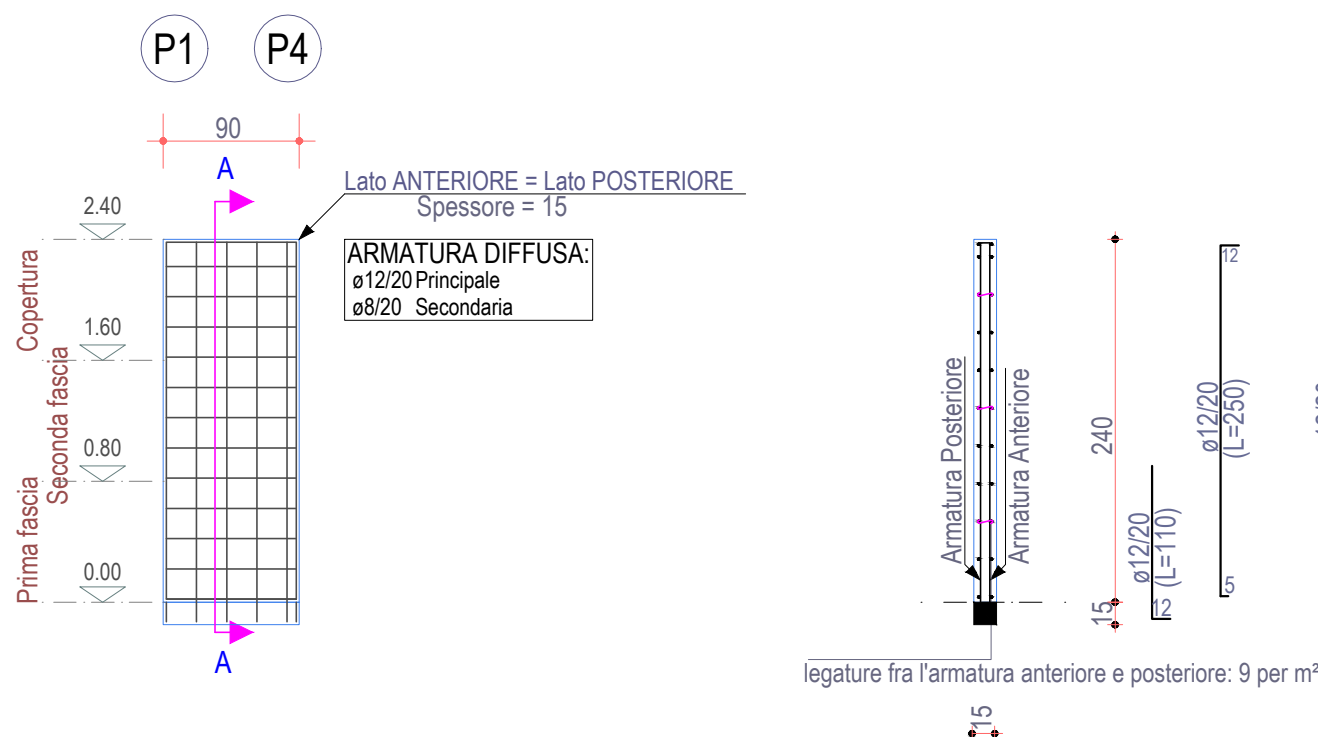 P1
P4
90
A
Lato ANTERIORE = Lato POSTERIORE
Spessore = 15
ARMATURA DIFFUSA:
ø12/20 Principale
ø8/20 Secondaria
2.40
1.60
0.80
0.00
Copertura
Seconda fascia
Prima fascia
A
Armatura Posteriore
Armatura Anteriore
240
15
ø12/20
(L=110)
12
ø12/20
(L=250)
12
5
legature fra l'armatura anteriore e posteriore: 9 per m²
15